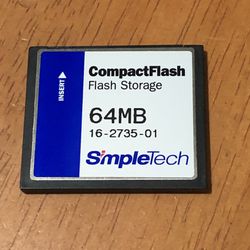 INSERT
CompactFlash
Flash Storage
64MB
16-2735-01
SimpleTech